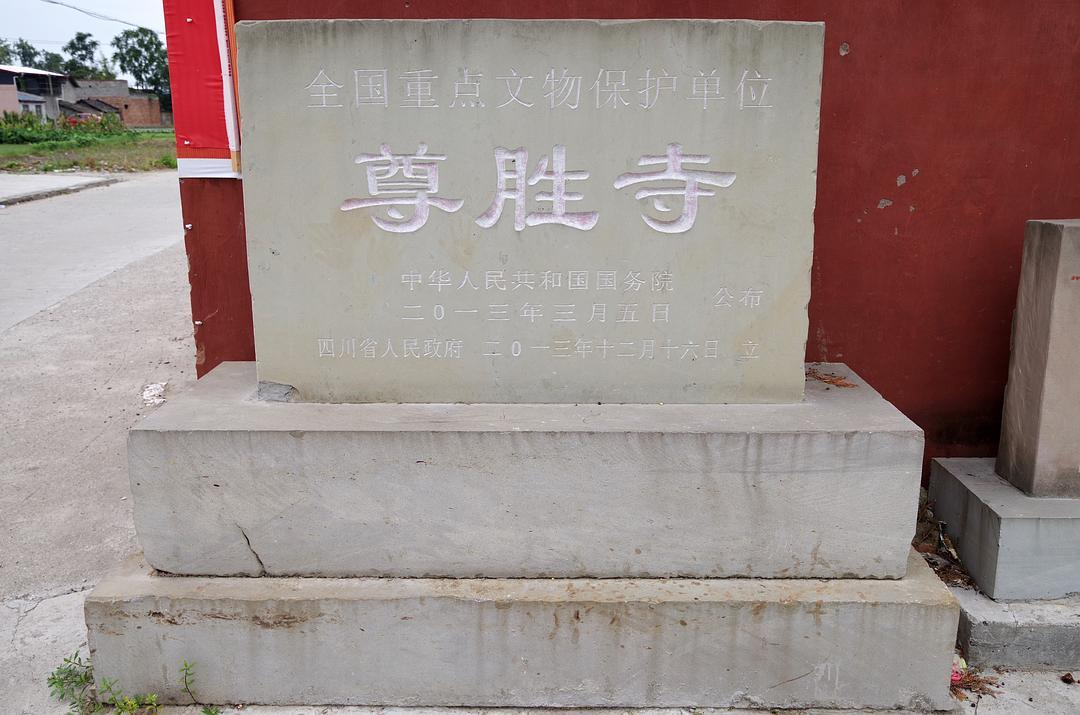 全国重点文物保护单位
尊胜寺
中华人民共和国国务院
二0一三年三月五日
公布
四川省人民政府 二0一三年十二月十六日 立